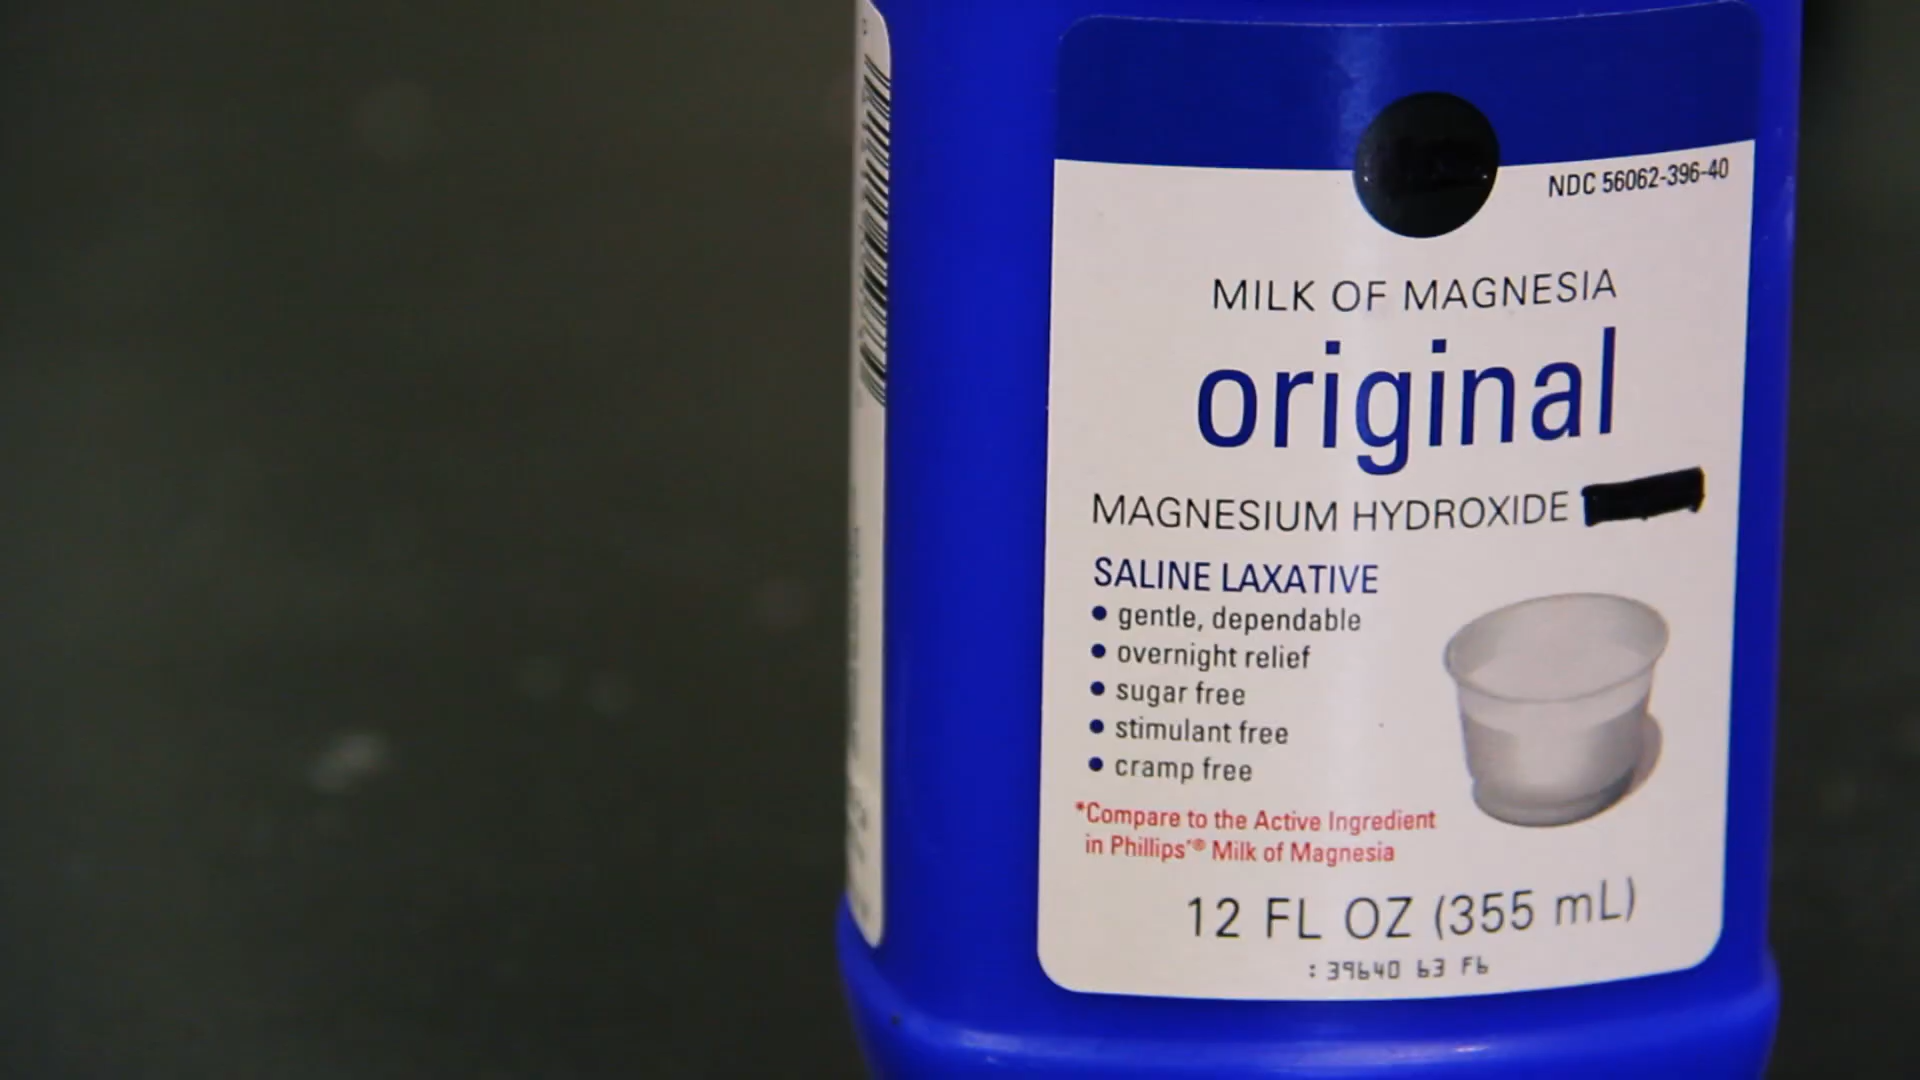 NDC 56062-396-40
MILK OF MAGNESIA
original
MAGNESIUM HYDROXIDE
SALINE LAXATIVE
• gentle, dependable
• overnight relief
• sugar free
• stimulant free
• cramp free
*Compare to the Active Ingredient
in Phillips'® Milk of Magnesia
12 FL OZ (355 mL)
: 39640 63 F6